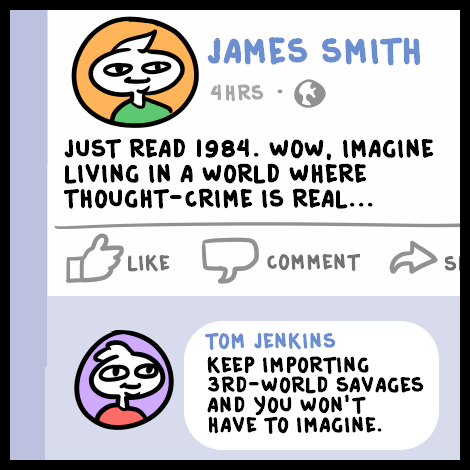 JAMES SMITH
4HRS ·
JUST READ 1984. WOW, IMAGINE
LIVING IN A WORLD WHERE
THOUGHT-CRIME IS REAL...
LIKE
COMMENT
TOM JENKINS
KEEP IMPORTING
3RD-WORLD SAVAGES
AND YOU WON'T
HAVE TO IMAGINE.